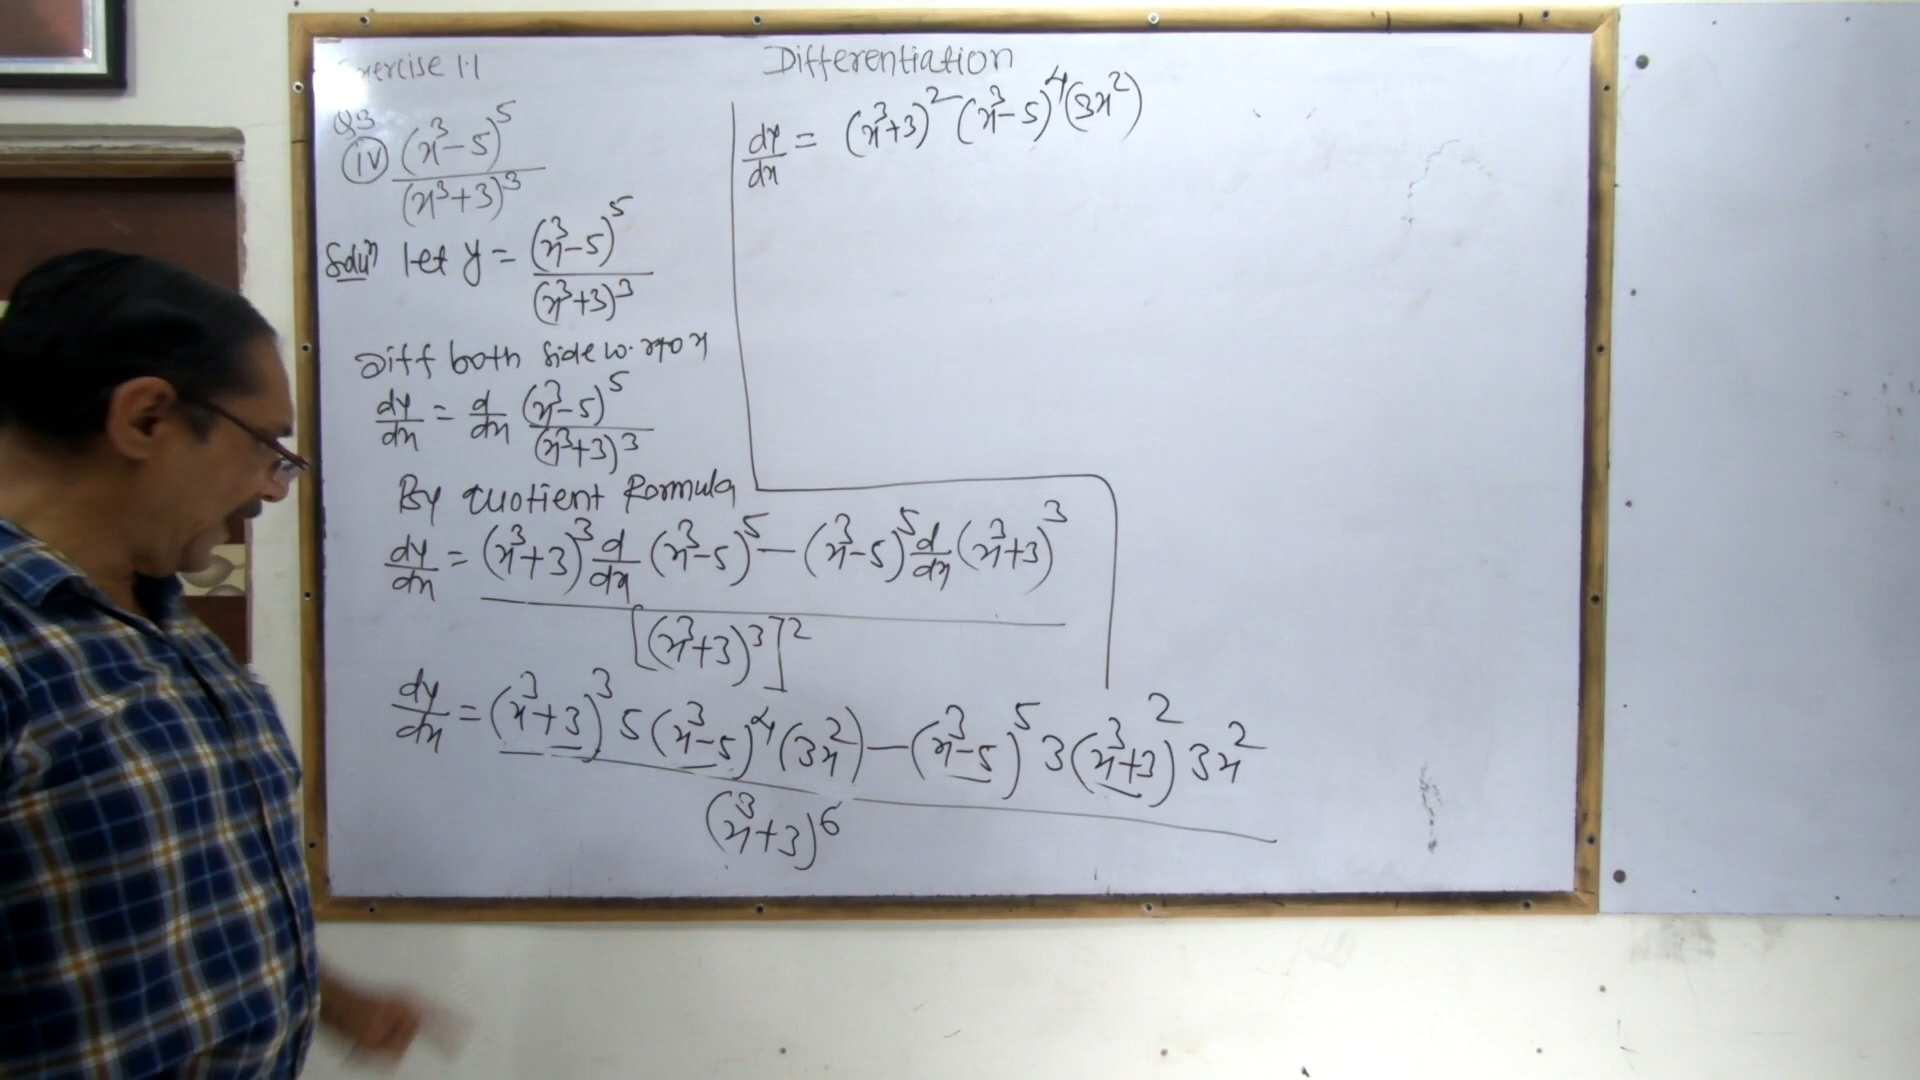 Exercise 1.1
Differentiation
Q3
(iv) (x³-5)⁵ / (x³+3)³
Solun let y = (x³-5)⁵ / (x³+3)³
Diff both side w. r to x
dy/dx = d/dx (x³-5)⁵ / (x³+3)³
By Quotient Formula
dy/dx = (x³+3)³ d/dx (x³-5)⁵ - (x³-5)⁵ d/dx (x³+3)³ / [(x³+3)³]²
dy/dx = (x³+3)³ 5(x³-5)⁴ (3x²) - (x³-5)⁵ 3(x³+3)² 3x² / (x³+3)⁶
dy/dx = (x³+3)² (x³-5)⁴ (3x²)